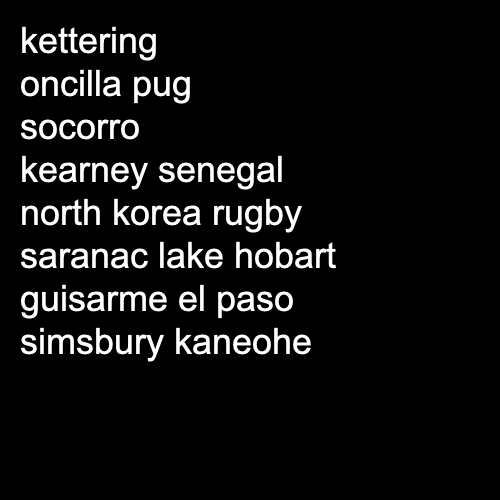 kettering
oncilla pug
socorro
kearney senegal
north korea rugby
saranac lake hobart
guisarme el paso
simsbury kaneohe